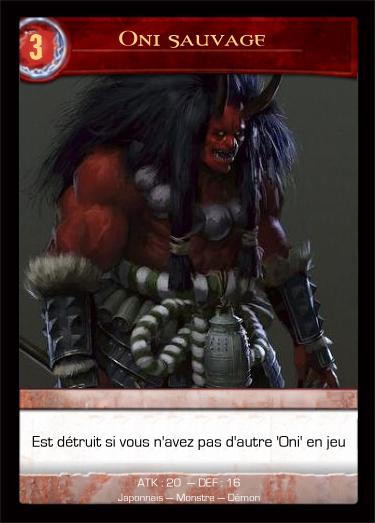 3
Oni sauvage
Est détruit si vous n'avez pas d'autre 'Oni' en jeu
ATK : 20 — DEF : 16
Japonnais — Monstre — Démon